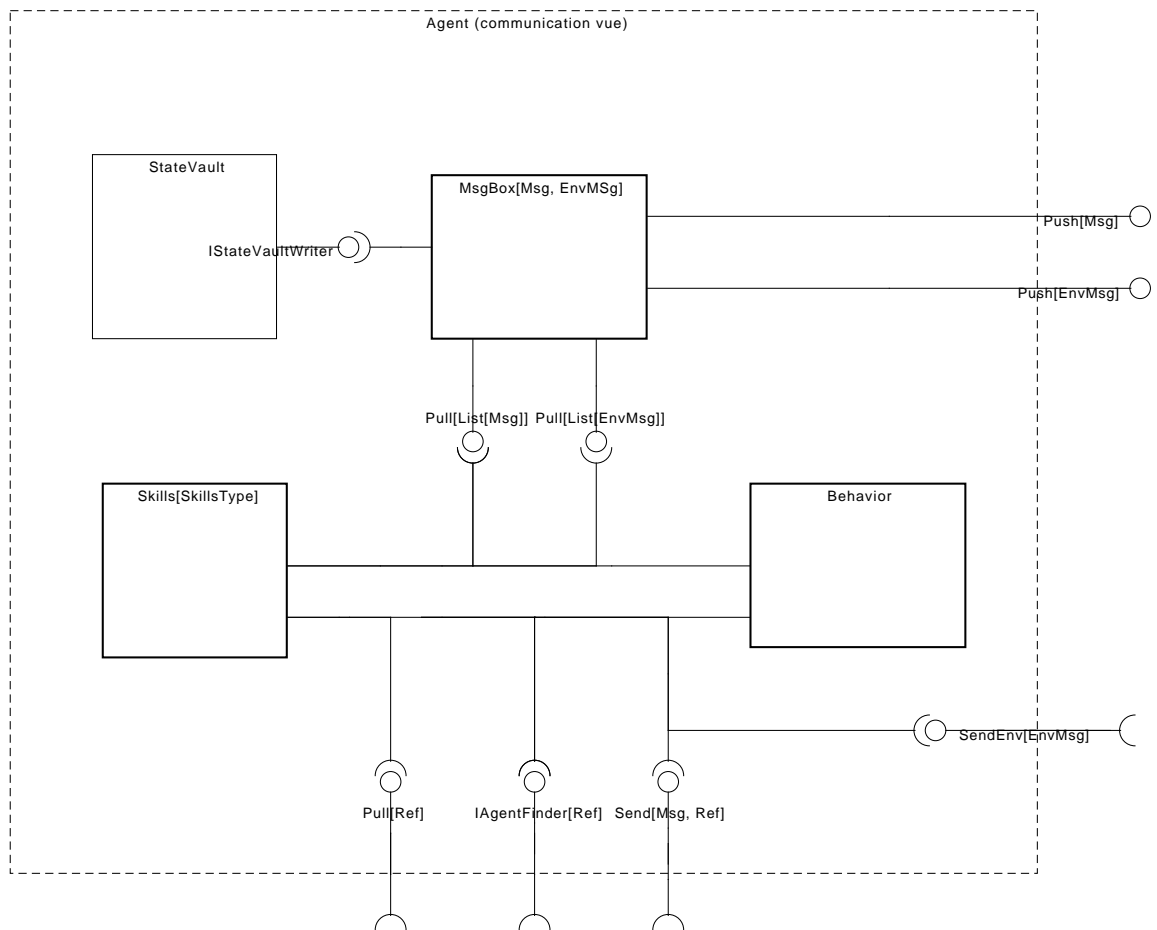 Agent (communication vue)
StateVault
MsgBox[Msg, EnvMSg]
Push[Msg]
IStateVaultWriter
Push[EnvMsg]
Pull[List[Msg]]
Pull[List[EnvMsg]]
Skills[SkillsType]
Behavior
SendEnv[EnvMsg]
Pull[Ref]
IAgentFinder[Ref]
Send[Msg, Ref]